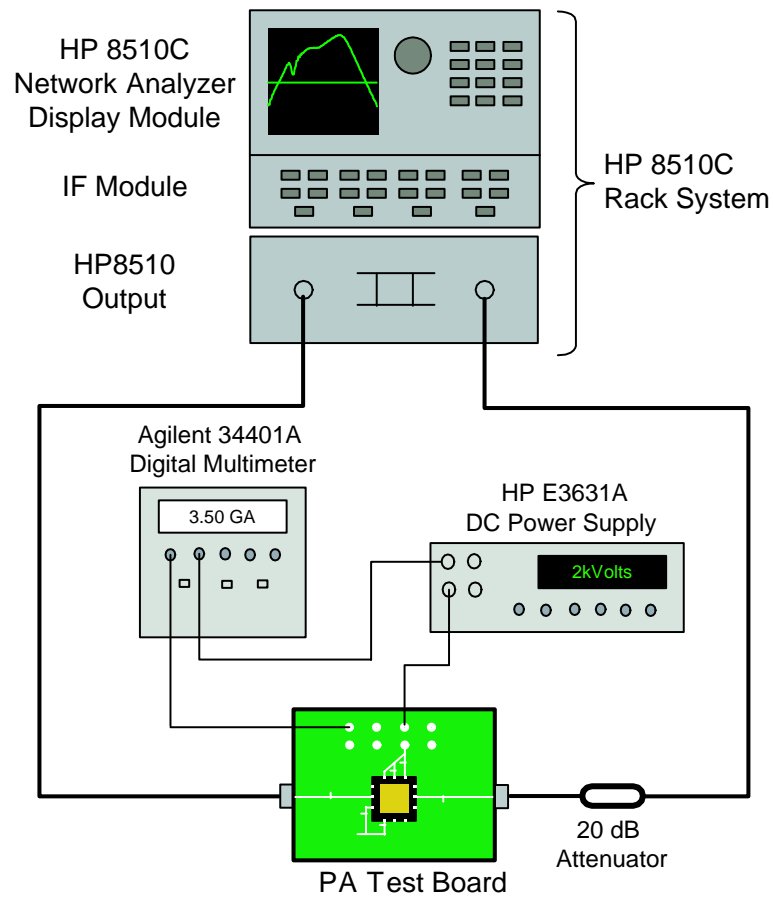 HP 8510C
Network Analyzer
Display Module
IF Module
HP8510
Output
HP 8510C
Rack System
Agilent 34401A
Digital Multimeter
3.50 GA
HP E3631A
DC Power Supply
2kVolts
20 dB
Attenuator
PA Test Board